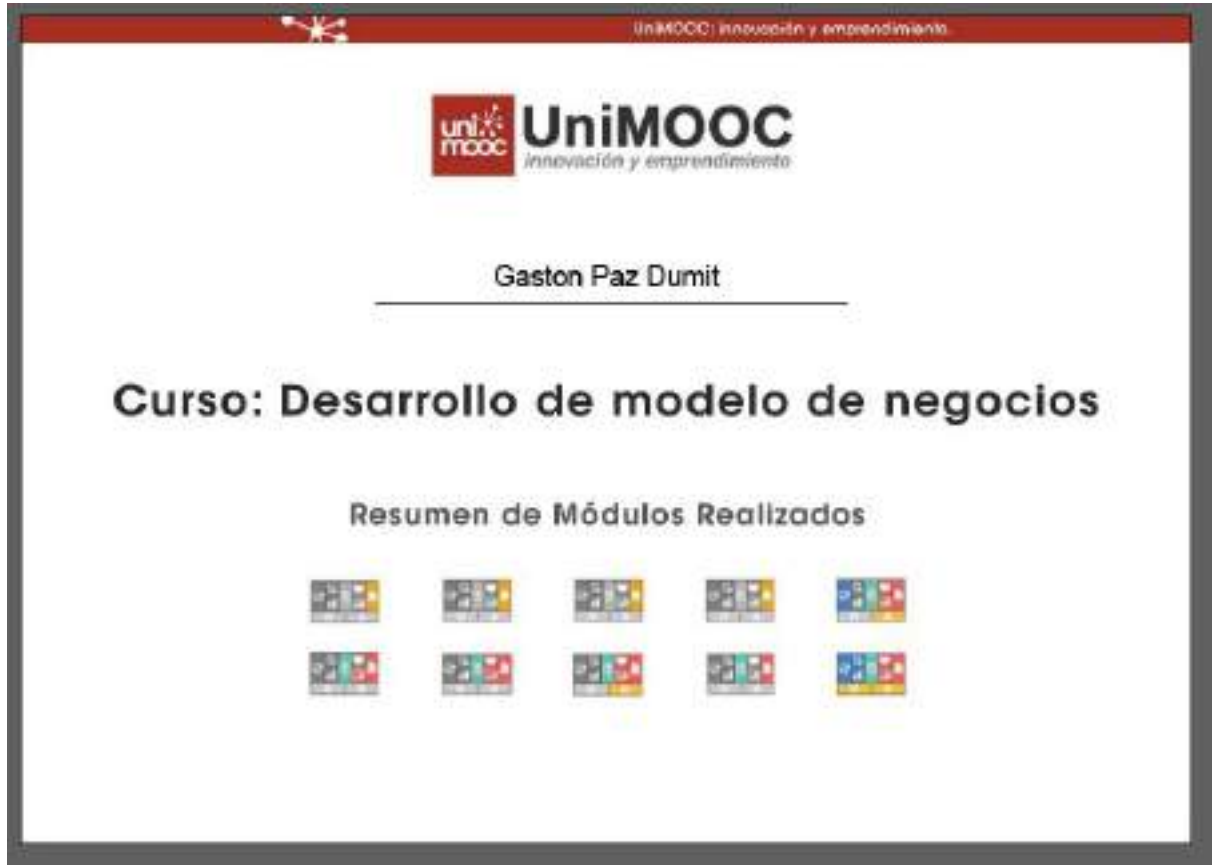 UniMOOC: innovación y emprendimiento.
uni
mooc
UniMOOC
innovación y emprendimiento
Gaston Paz Dumit
Curso: Desarrollo de modelo de negocios
Resumen de Módulos Realizados